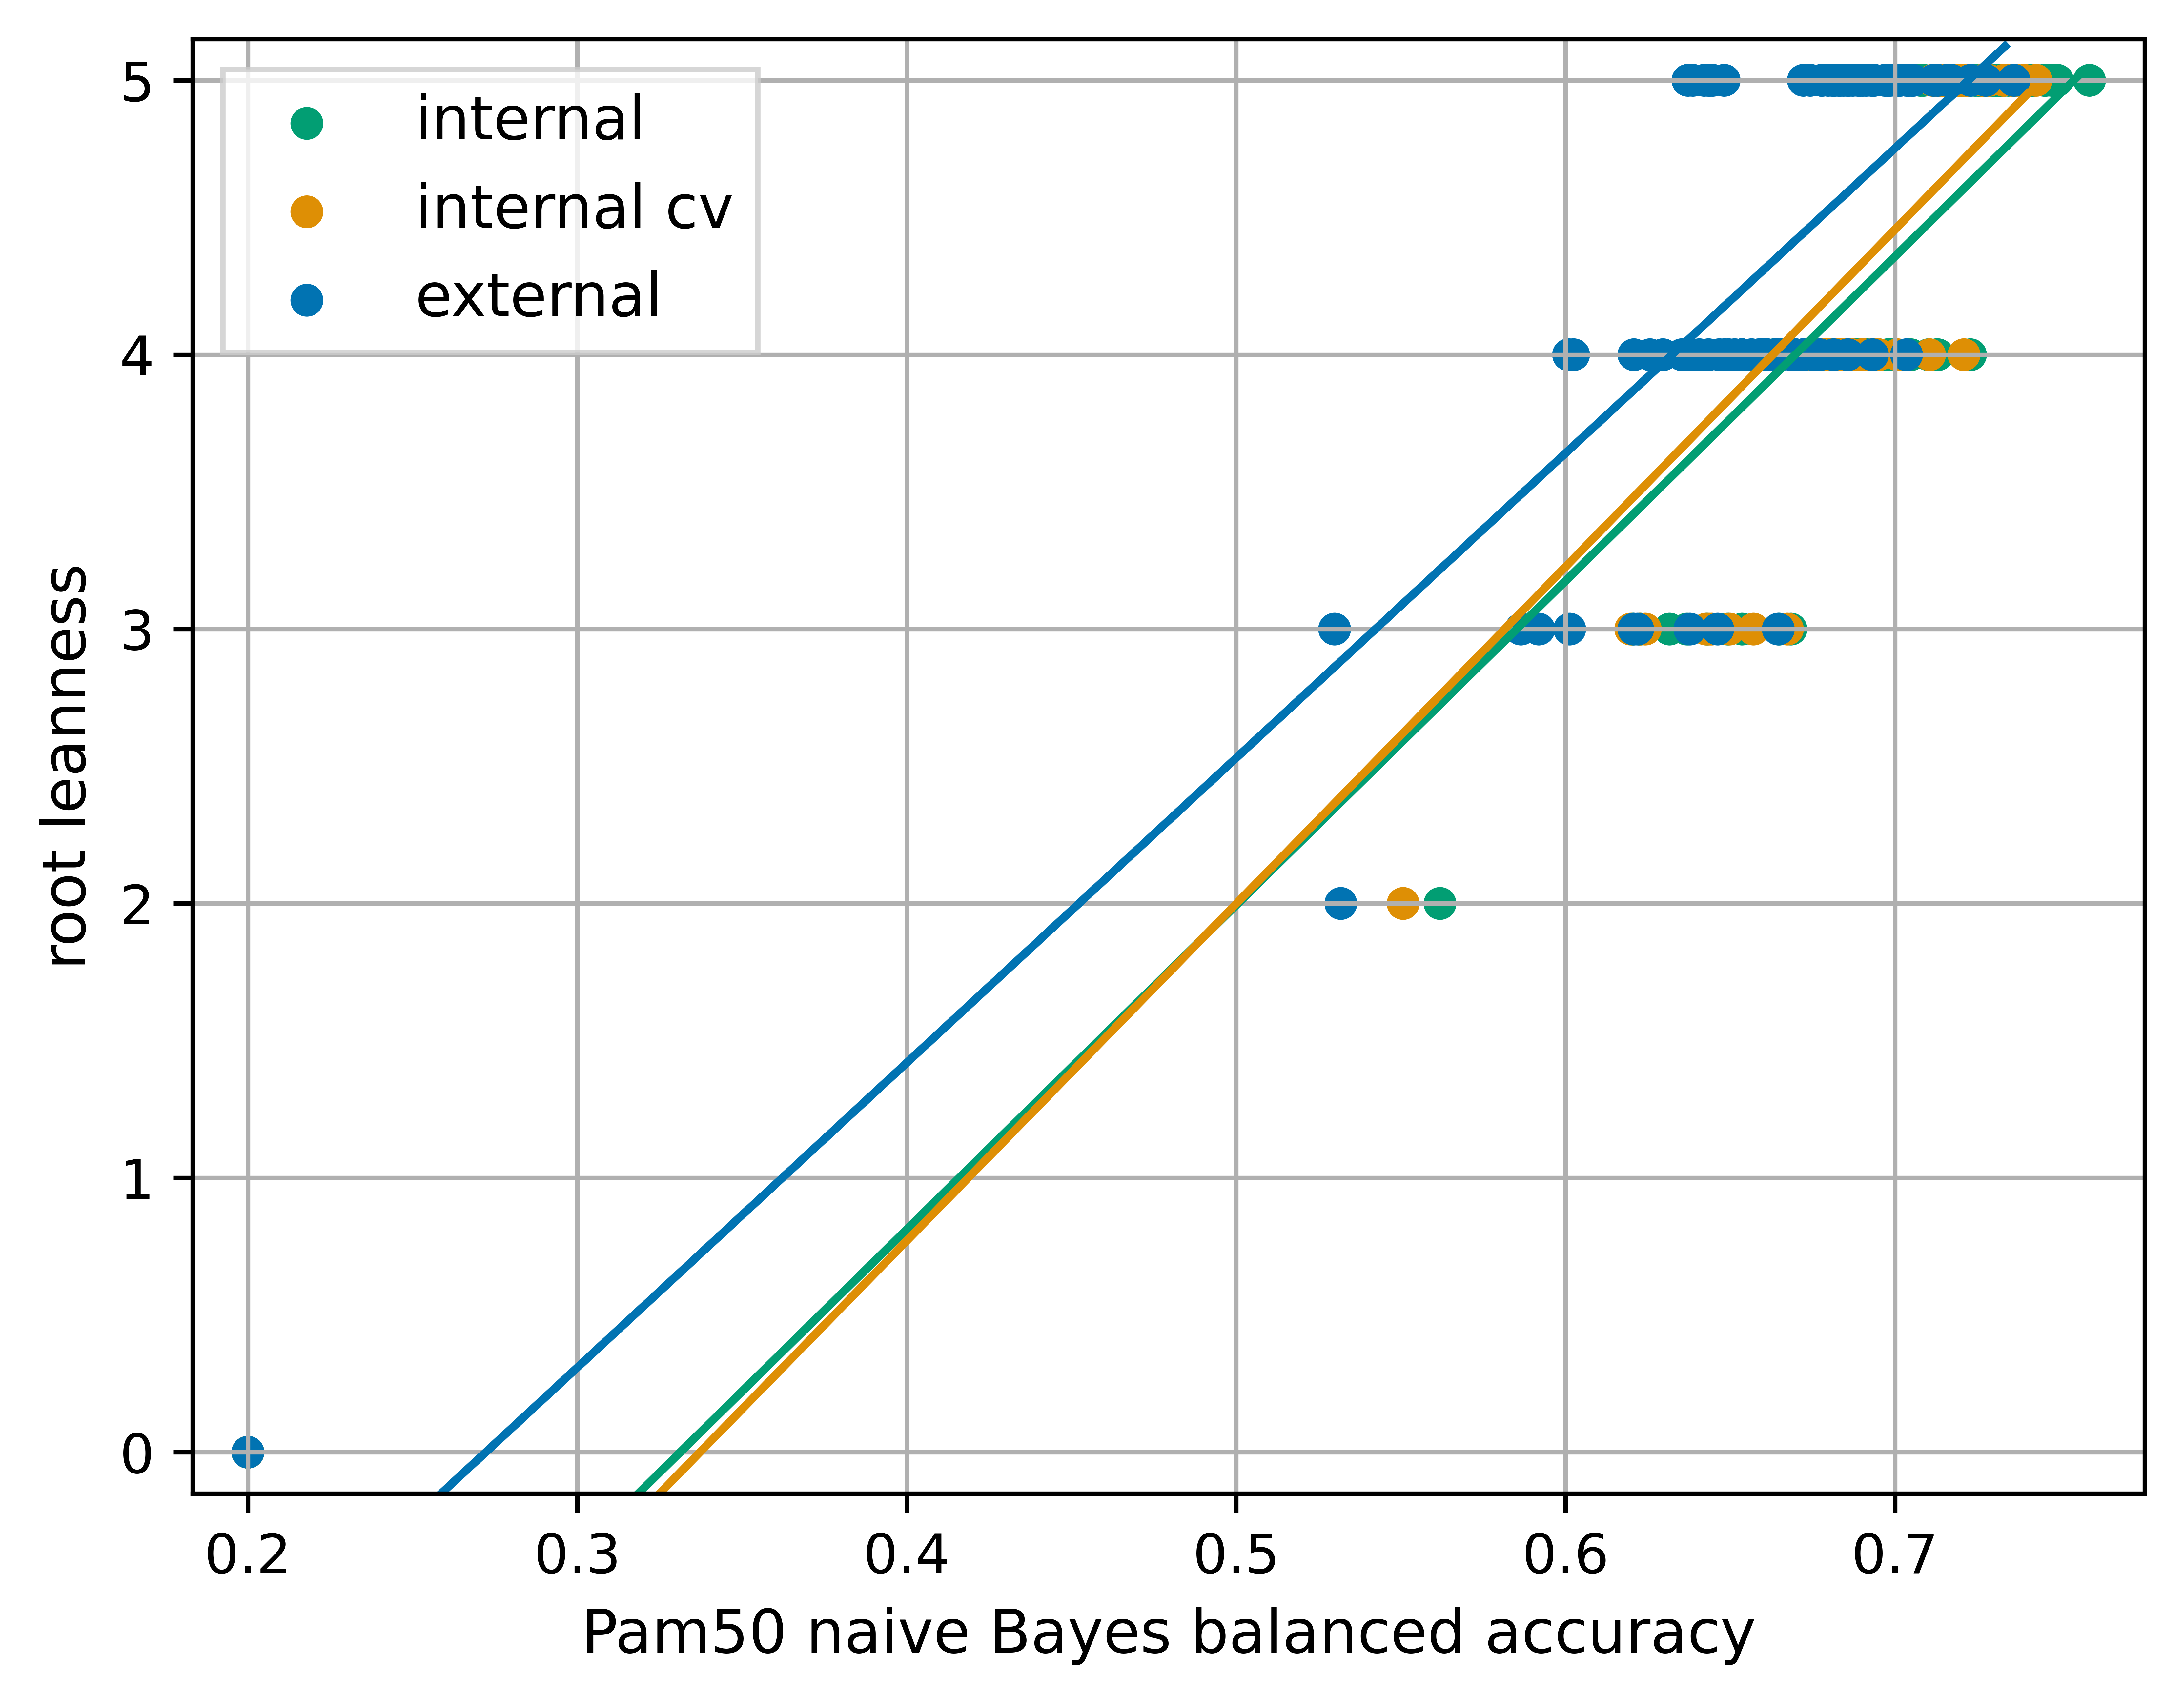 internal
internal cv
external
5
4
3
2
1
0
root leanness
0.2 0.3 0.4 0.5 0.6 0.7
Pam50 naive Bayes balanced accuracy